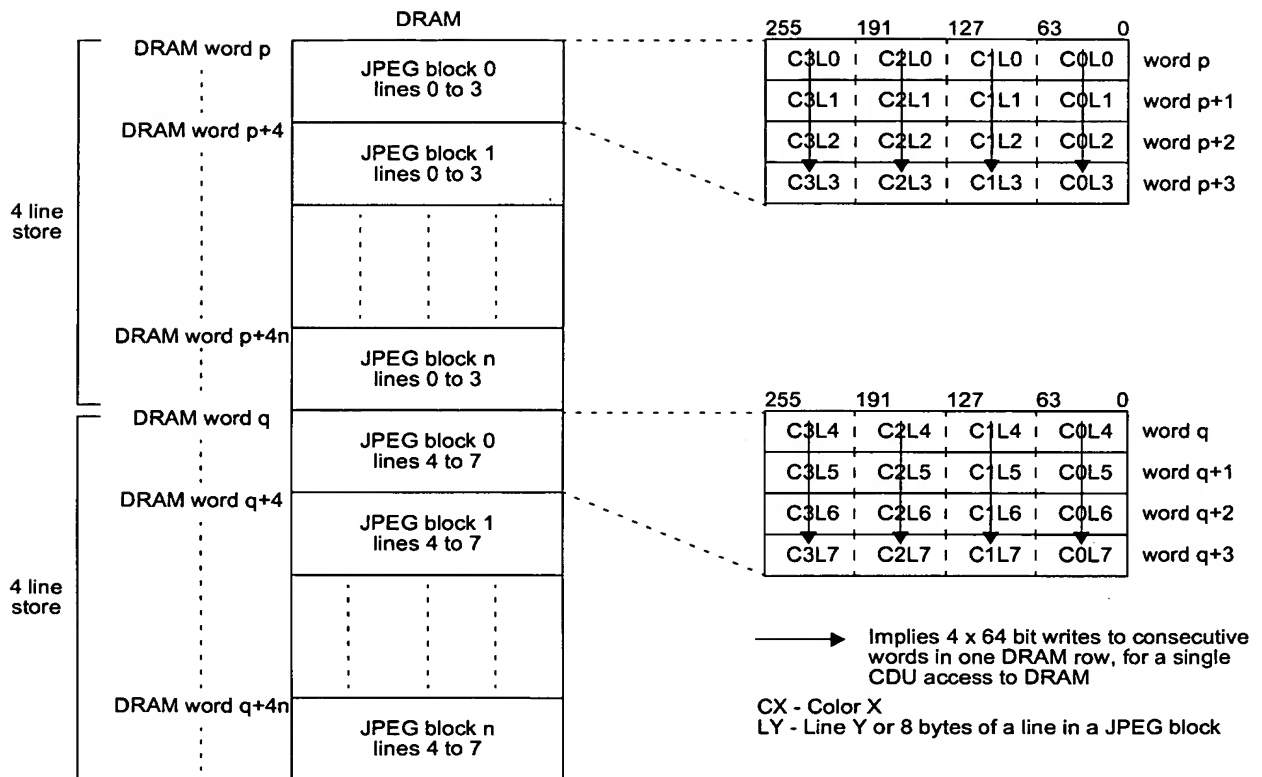 DRAM
DRAM word p
JPEG block 0
lines 0 to 3
DRAM word p+4
JPEG block 1
lines 0 to 3
4 line
store
DRAM word p+4n
JPEG block n
lines 0 to 3
DRAM word q
JPEG block 0
lines 4 to 7
DRAM word q+4
JPEG block 1
lines 4 to 7
4 line
store
DRAM word q+4n
JPEG block n
lines 4 to 7
255 191 127 63 0
C3L0 C2L0 C1L0 C0L0 word p
C3L1 C2L1 C1L1 C0L1 word p+1
C3L2 C2L2 C1L2 C0L2 word p+2
C3L3 C2L3 C1L3 C0L3 word p+3
255 191 127 63 0
C3L4 C2L4 C1L4 C0L4 word q
C3L5 C2L5 C1L5 C0L5 word q+1
C3L6 C2L6 C1L6 C0L6 word q+2
C3L7 C2L7 C1L7 C0L7 word q+3
Implies 4 x 64 bit writes to consecutive
words in one DRAM row, for a single
CDU access to DRAM
CX - Color X
LY - Line Y or 8 bytes of a line in a JPEG block